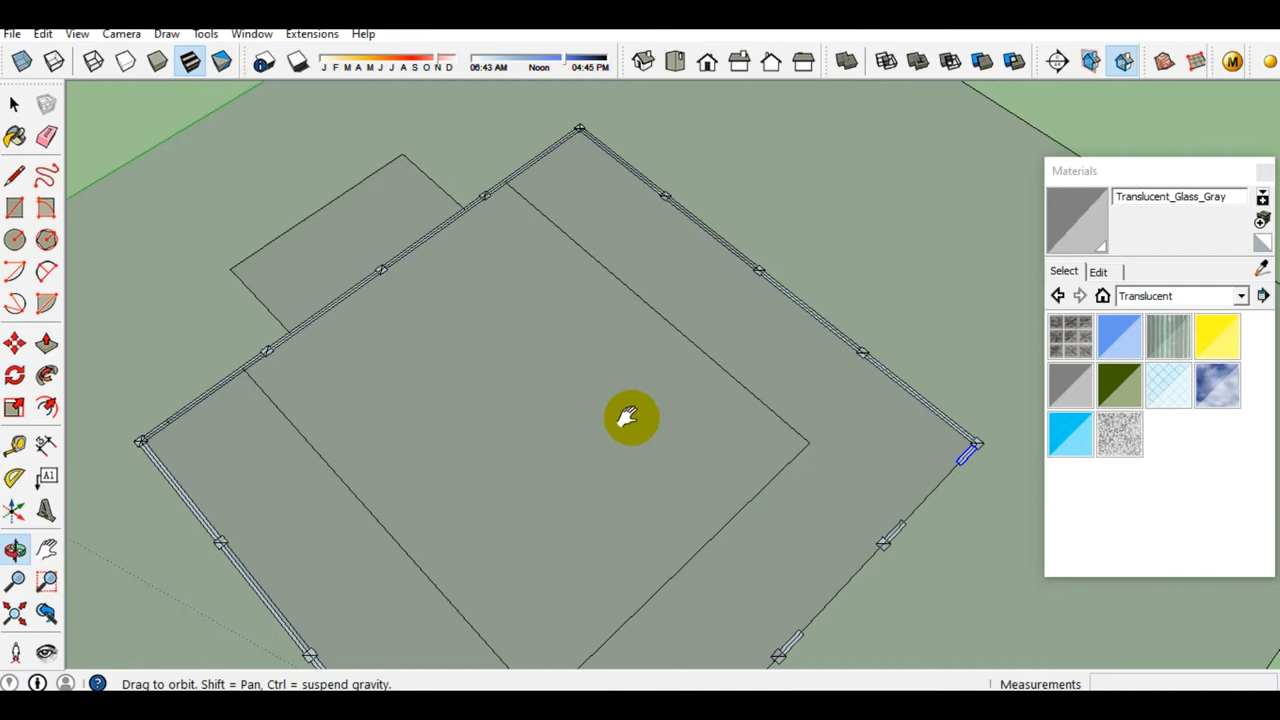 File Edit View Camera Draw Tools Window Extensions Help
J F M A M J J A S O N D 06:43 AM Noon 04:45 PM
M
A1
Materials
Translucent_Glass_Gray
Select Edit
Translucent
Drag to orbit. Shift = Pan, Ctrl = suspend gravity. Measurements